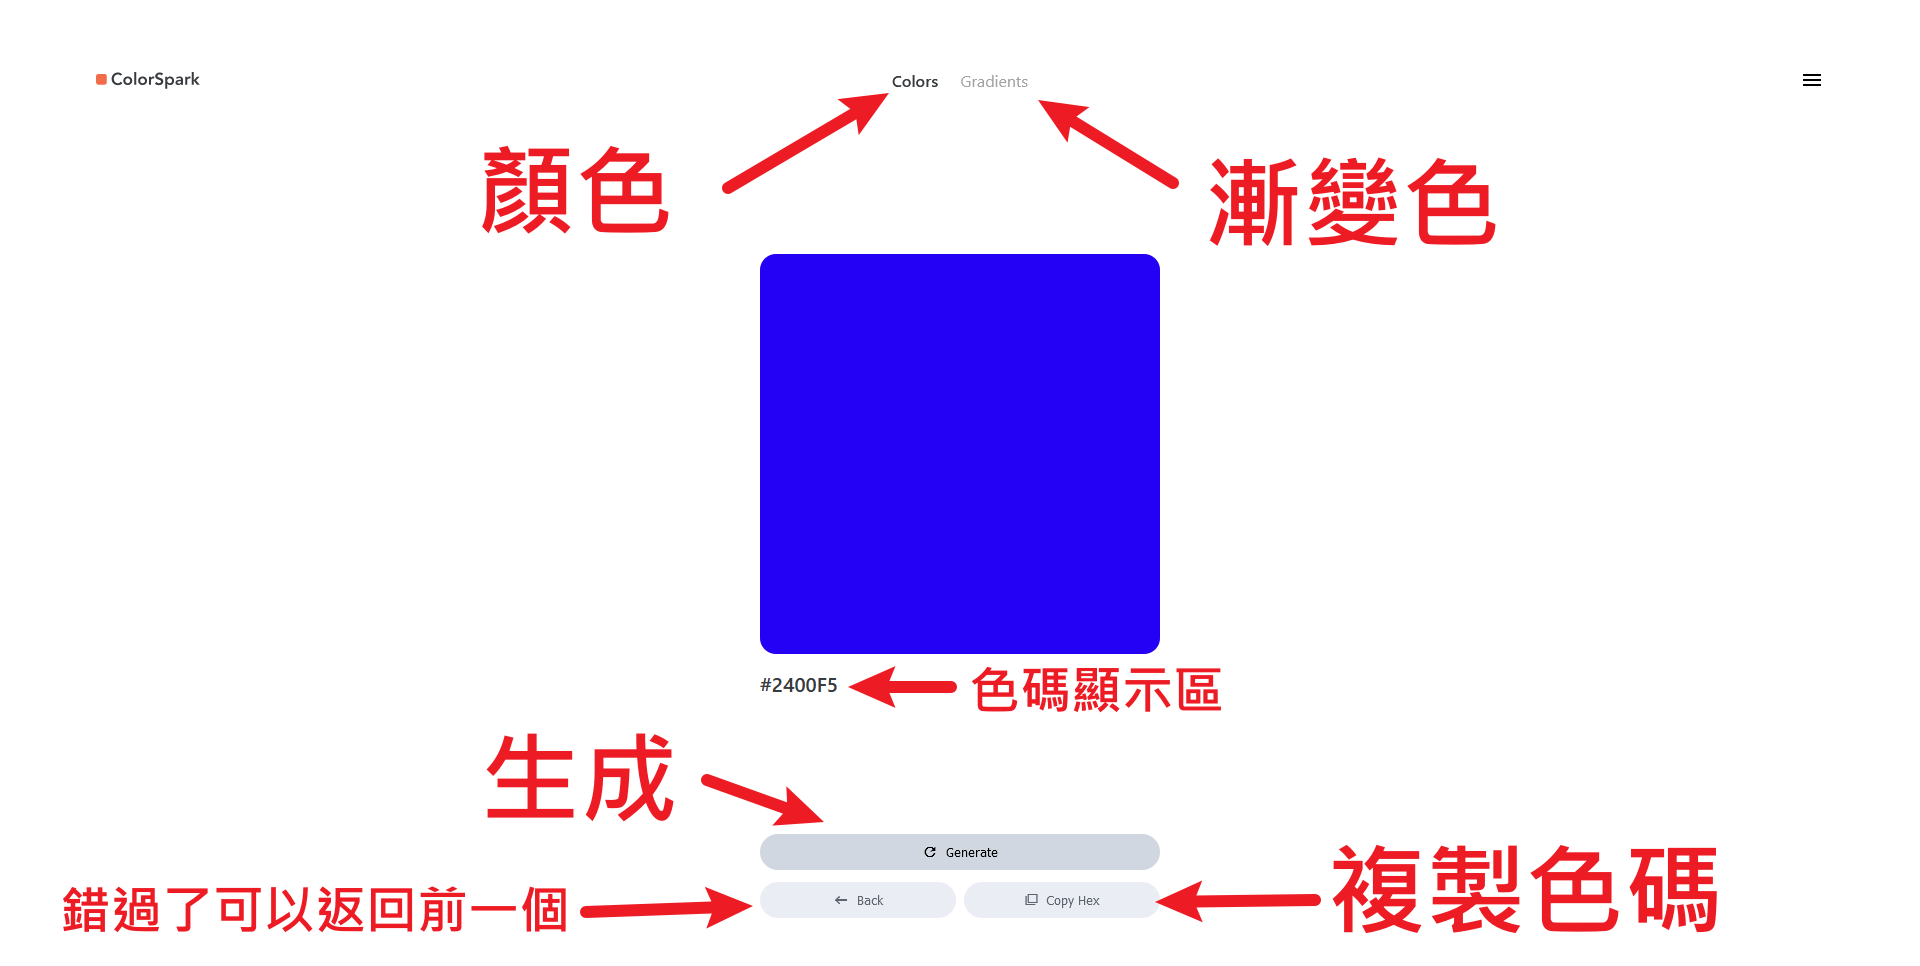 ColorSpark
Colors
Gradients
顏色
漸變色
#2400F5
色碼顯示區
生成
Generate
錯過了可以返回前一個
Back
Copy Hex
複製色碼